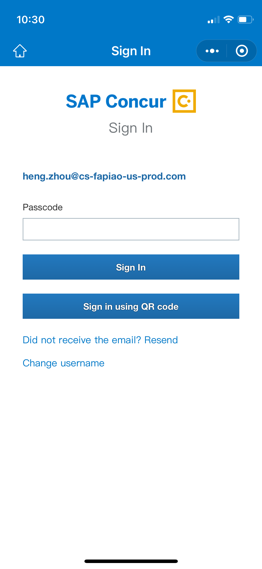 10:30
Sign In
SAP Concur
Sign In
heng.zhou@cs-fapiao-us-prod.com
Passcode
Sign In
Sign in using QR code
Did not receive the email? Resend
Change username